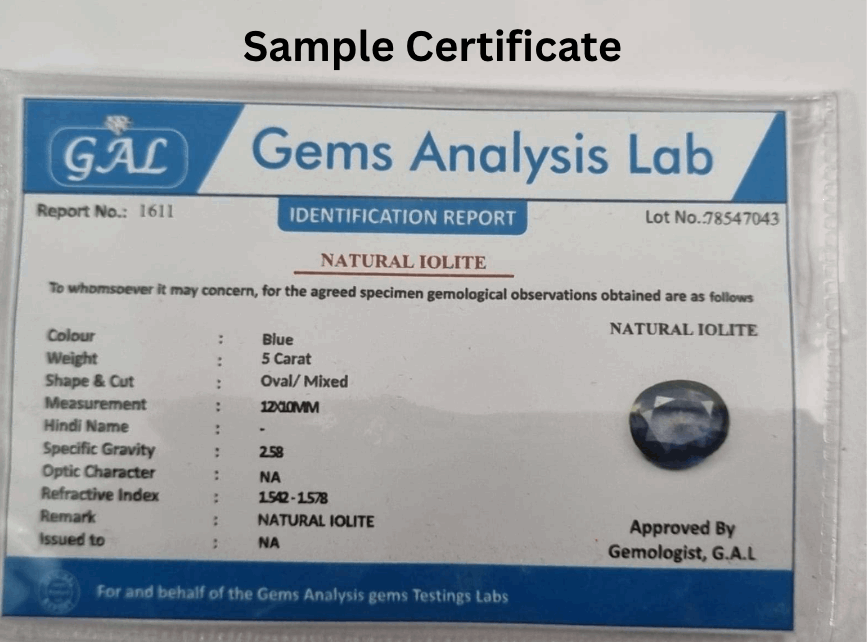 Sample Certificate
GAL
Gems Analysis Lab
Report No.: 1611
IDENTIFICATION REPORT
Lot No.:78547043
NATURAL IOLITE
To whomsoever it may concern, for the agreed specimen gemological observations obtained are as follows
NATURAL IOLITE
Colour : Blue
Weight : 5 Carat
Shape & Cut : Oval/ Mixed
Measurement : 12X10MM
Hindi Name : -
Specific Gravity : 2.58
Optic Character : NA
Refractive Index : 1.542 - 1.578
Remark : NATURAL IOLITE
Issued to : NA
Approved By
Gemologist, G.A.L
For and behalf of the Gems Analysis gems Testings Labs